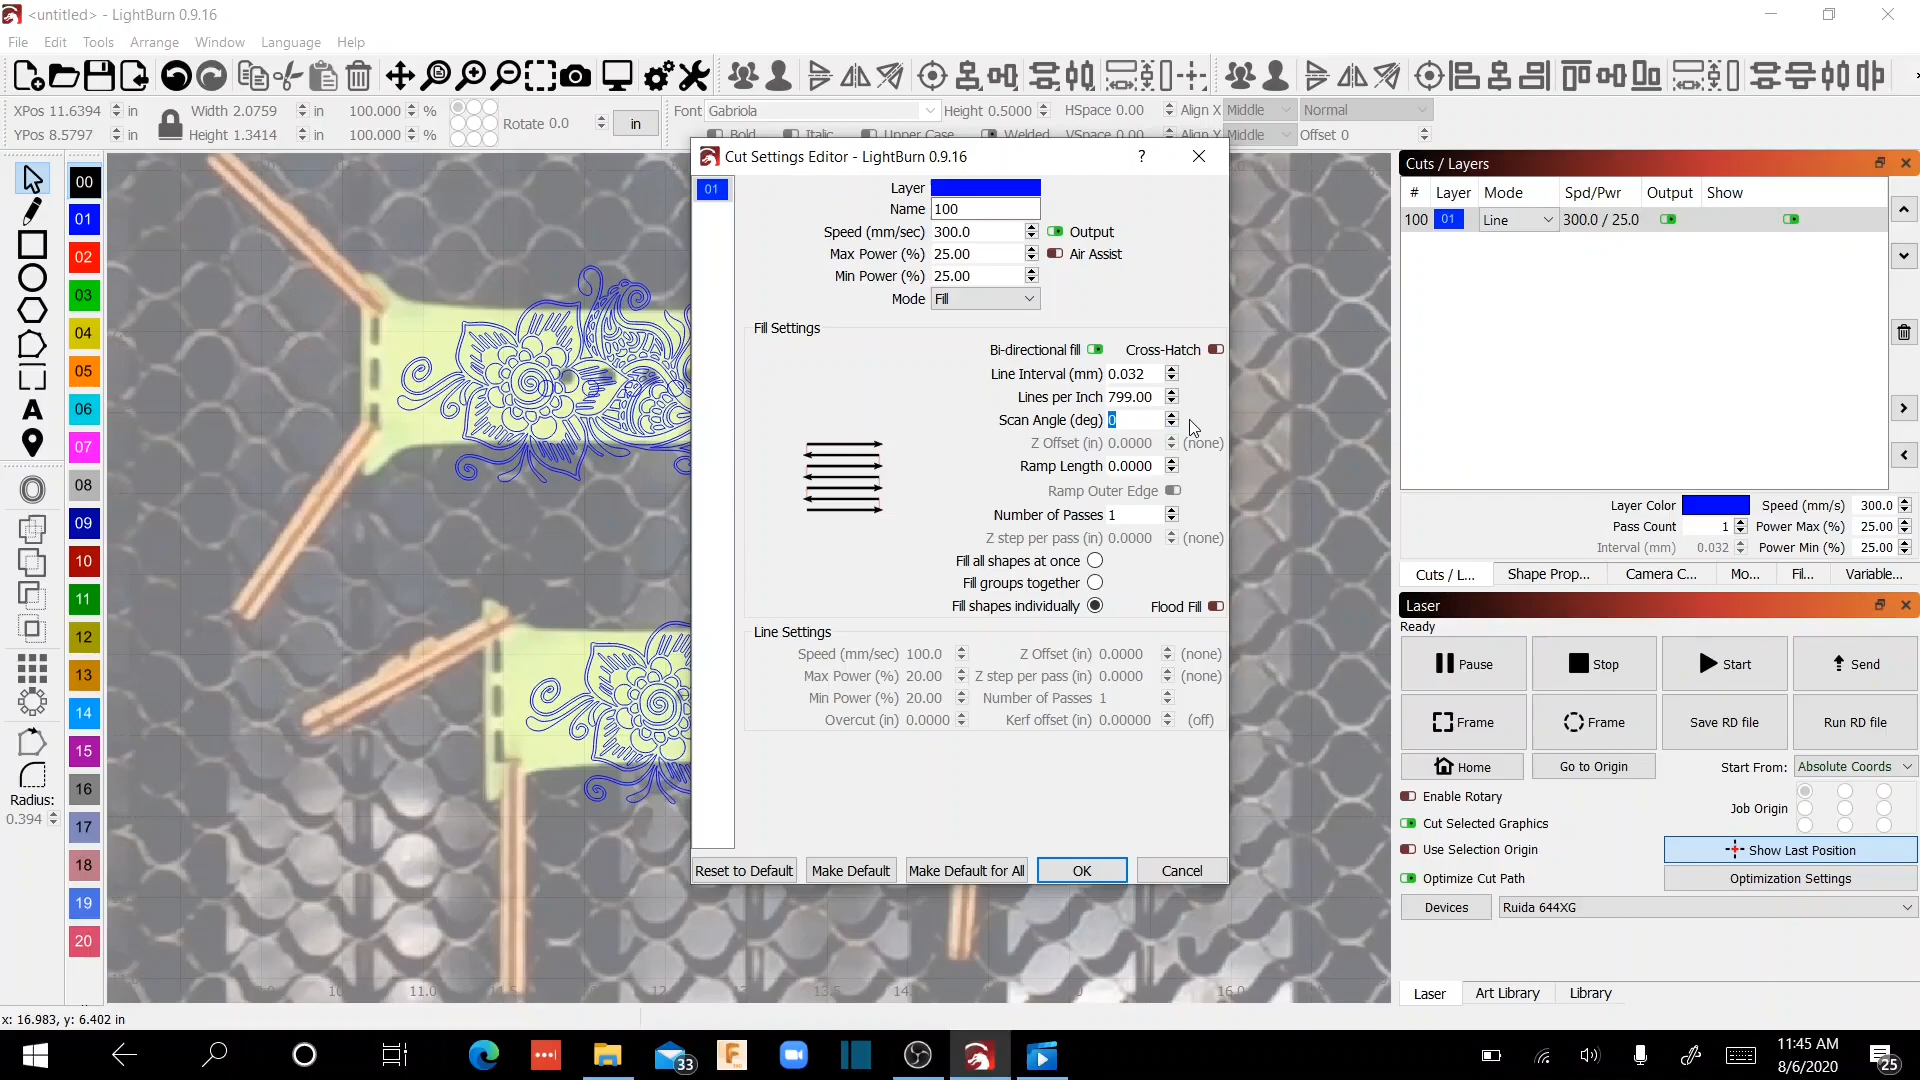 <untitled> - LightBurn 0.9.16
File Edit Tools Arrange Window Language Help
XPos 11.6394 in Width 2.0759 in 100.000 %
YPos 8.5797 in Height 1.3414 in 100.000 %
Rotate 0.0 in
Font Gabriola Height 0.5000 HSpace 0.00 Align X Middle Normal
Bold Italic Upper Case Welded VSpace 0.00 Align Y Middle Offset 0
00
01
02
03
04
05
06
07
08
09
10
11
12
13
14
15
16
17
18
19
20
Radius:
0.394
Cut Settings Editor - LightBurn 0.9.16 ?
01
Layer
Name 100
Speed (mm/sec) 300.0 Output
Max Power (%) 25.00 Air Assist
Min Power (%) 25.00
Mode Fill
Fill Settings
Bi-directional fill Cross-Hatch
Line Interval (mm) 0.032
Lines per Inch 799.00
Scan Angle (deg) 0
Z Offset (in) 0.0000 (none)
Ramp Length 0.0000
Ramp Outer Edge
Number of Passes 1
Z step per pass (in) 0.0000 (none)
Fill all shapes at once
Fill groups together
Fill shapes individually Flood Fill
Line Settings
Speed (mm/sec) 100.0 Z Offset (in) 0.0000 (none)
Max Power (%) 20.00 Z step per pass (in) 0.0000 (none)
Min Power (%) 20.00 Number of Passes 1
Overcut (in) 0.0000 Kerf offset (in) 0.00000 (off)
Reset to Default Make Default Make Default for All OK Cancel
11.0 13.5 16.0
Cuts / Layers
# Layer Mode Spd/Pwr Output Show
100 01 Line 300.0 / 25.0
Layer Color Speed (mm/s) 300.0
Pass Count 1 Power Max (%) 25.00
Interval (mm) 0.032 Power Min (%) 25.00
Cuts / L... Shape Prop... Camera C... Mo... Fil... Variable...
Laser
Ready
Pause Stop Start Send
Frame Frame Save RD file Run RD file
Home Go to Origin Start From: Absolute Coords
Enable Rotary
Job Origin
Cut Selected Graphics
Use Selection Origin Show Last Position
Optimize Cut Path Optimization Settings
Devices Ruida 644XG
Laser Art Library Library
x: 16.983, y: 6.402 in
33
11:45 AM
8/6/2020
25